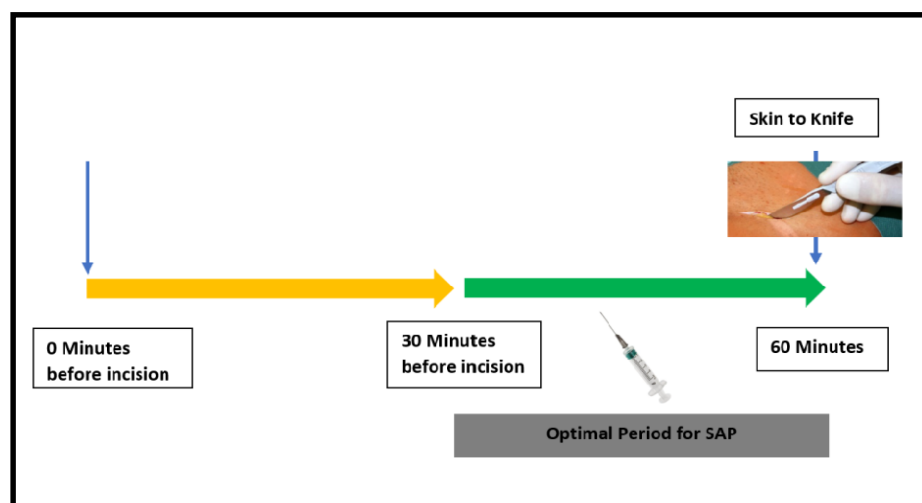 Skin to Knife
0 Minutes
before incision
30 Minutes
before incision
60 Minutes
Optimal Period for SAP